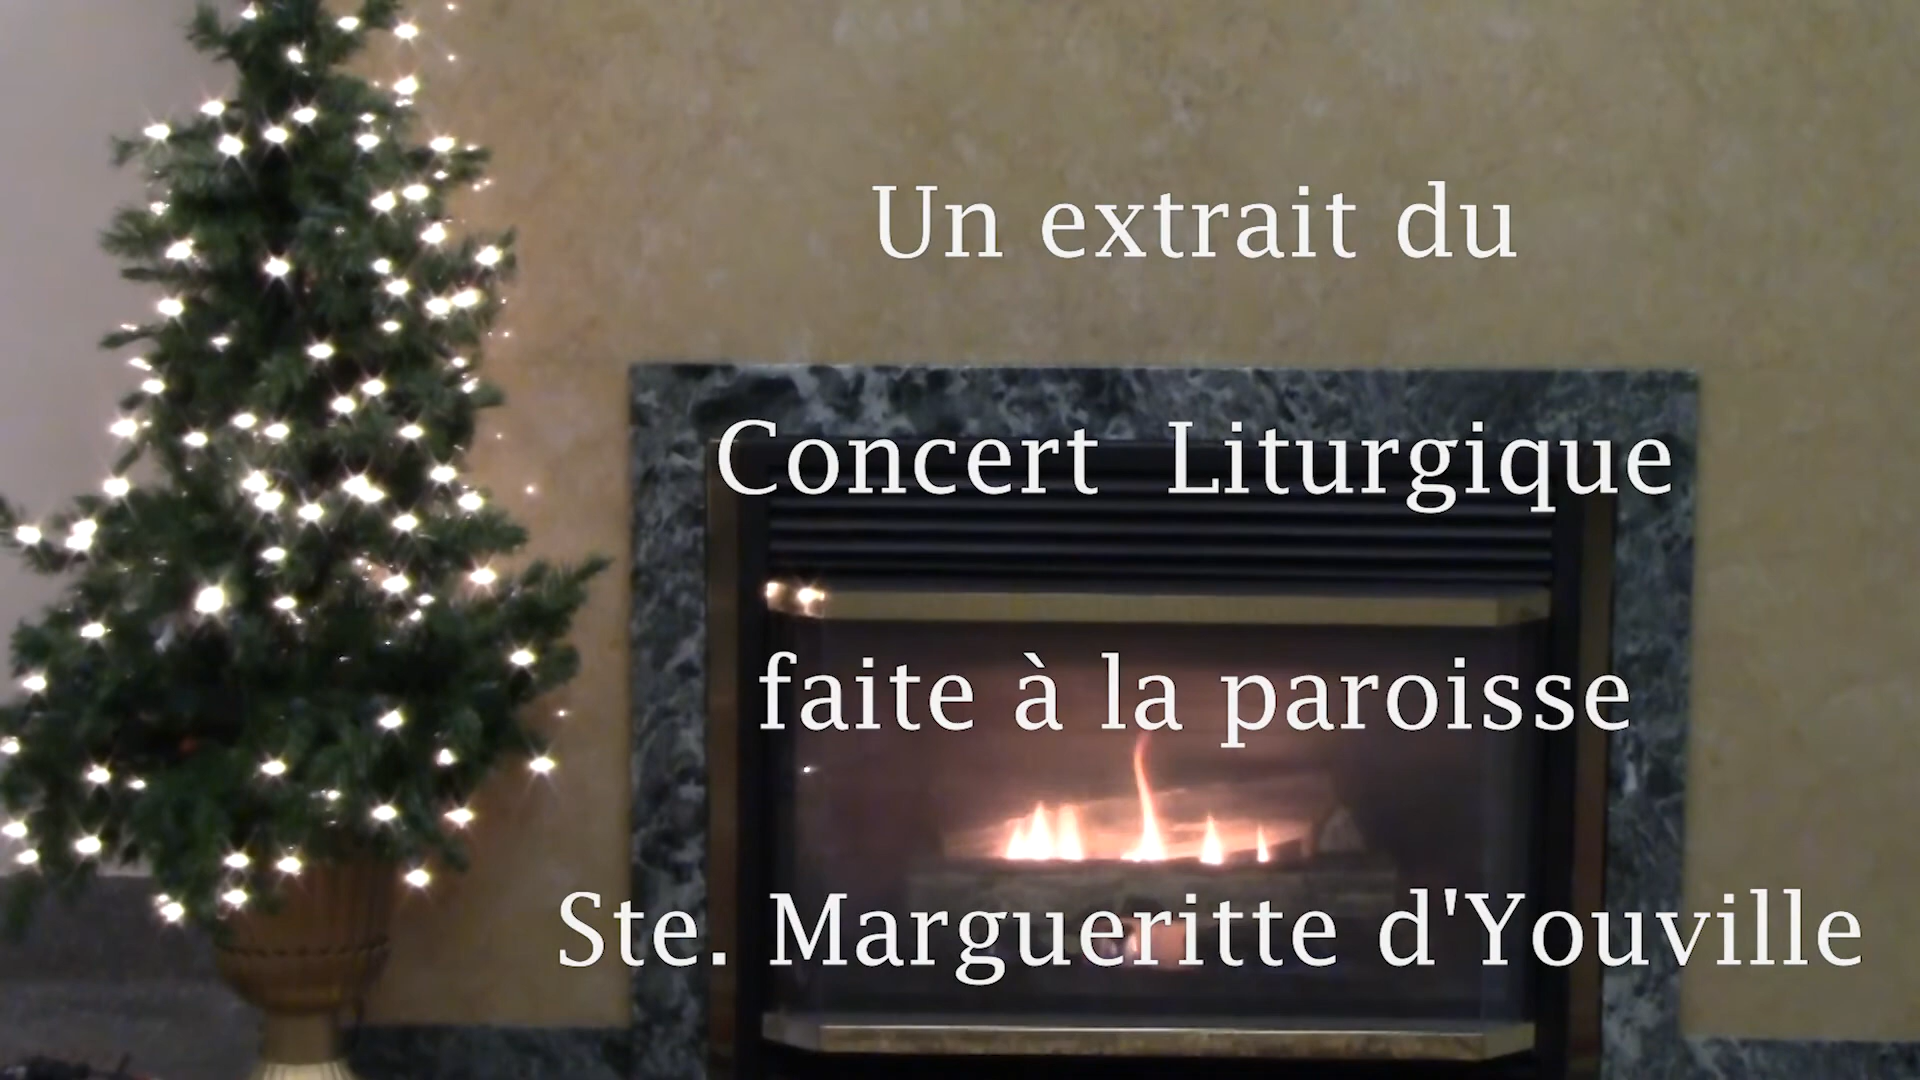 Un extrait du
Concert Liturgique
faite à la paroisse
Ste. Margueritte d'Youville